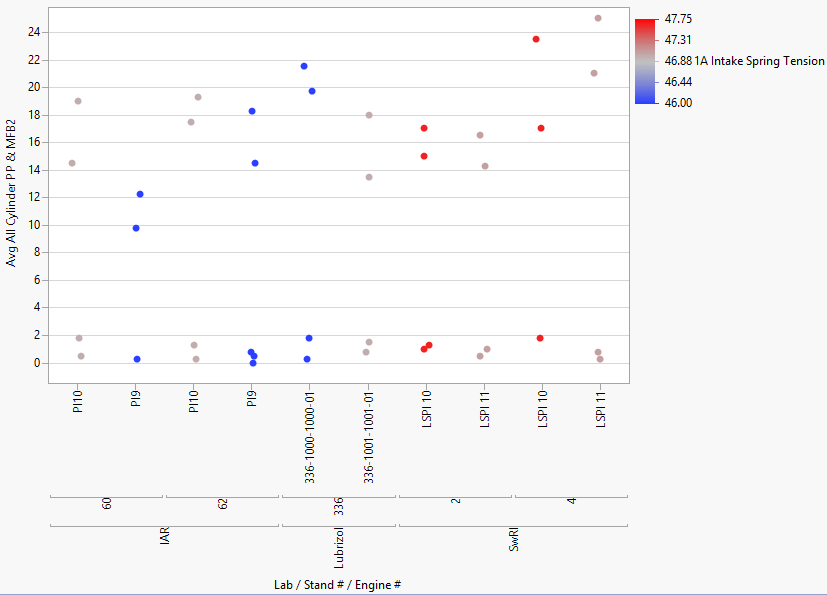 24
22
20
18
16
14
12
10
8
6
4
2
0
Avg All Cylinder PP & MFB2
47.75
47.31
46.88
46.44
46.00
1A Intake Spring Tension
PI10
PI9
PI10
PI9
336-1000-1000-01
336-1001-1001-01
LSPI 10
LSPI 11
LSPI 10
LSPI 11
60
62
336
2
4
IAR
Lubrizol
SwRI
Lab / Stand # / Engine #